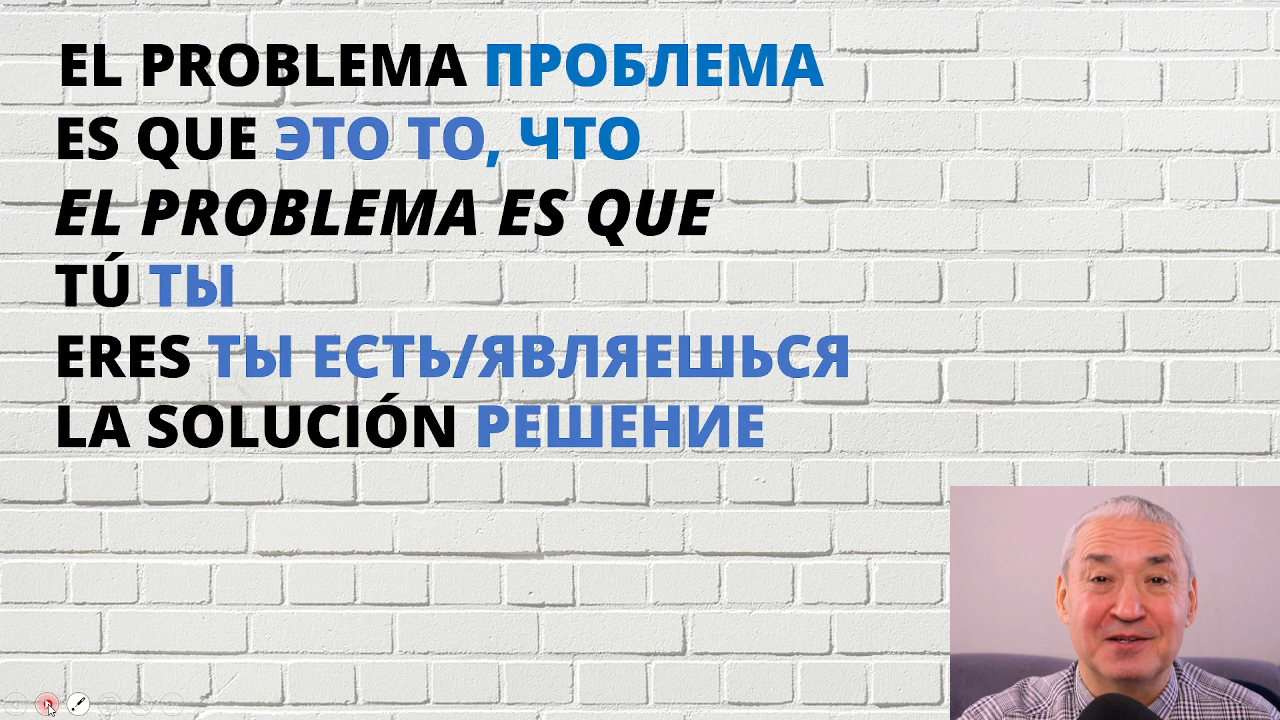 EL PROBLEMA ПРОБЛЕМА
ES QUE ЭТО ТО, ЧТО
EL PROBLEMA ES QUE
TÚ ТЫ
ERES ТЫ ЕСТЬ/ЯВЛЯЕШЬСЯ
LA SOLUCIÓN РЕШЕНИЕ